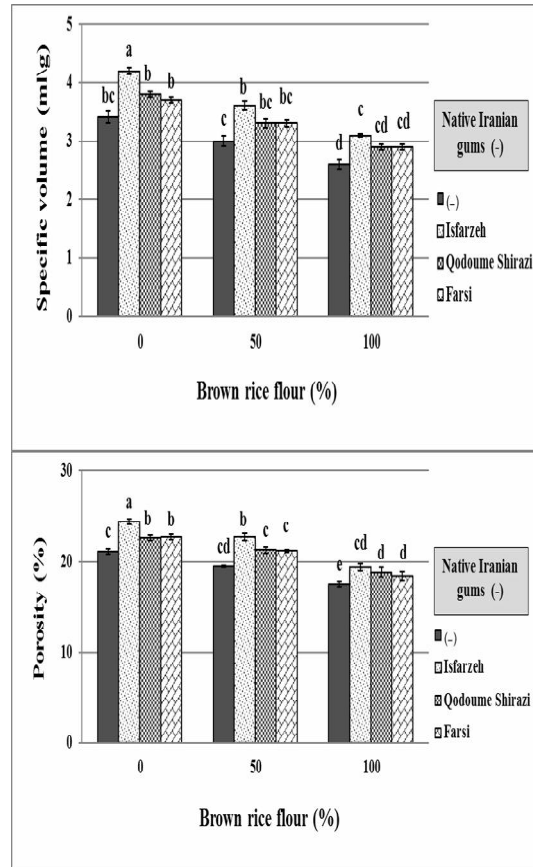 5
4
3
2
1
0
Specific volume (ml\g)
bc a b b
c b bc bc
d c cd cd
0 50 100
Brown rice flour (%)
Native Iranian
gums (-)
(-)
Isfarzeh
Qodoume Shirazi
Farsi
30
20
10
0
Porosity (%)
c a b b
cd b c c
e cd d d
0 50 100
Brown rice flour (%)
Native Iranian
gums (-)
(-)
Isfarzeh
Qodoume Shirazi
Farsi